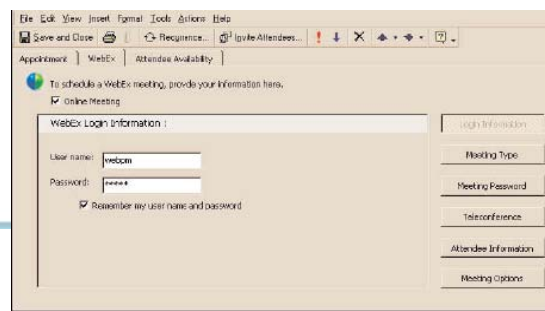 File Edit View Insert Format Tools Actions Help
Save and Close Recurrence... Invite Attendees...
Appointment WebEx Attendee Availability
To schedule a WebEx meeting, provide your information here.
Online Meeting
WebEx Login Information :
Login Information
User name: webpm
Meeting Type
Password: *****
Meeting Password
Remember my user name and password
Teleconference
Attendee Information
Meeting Options